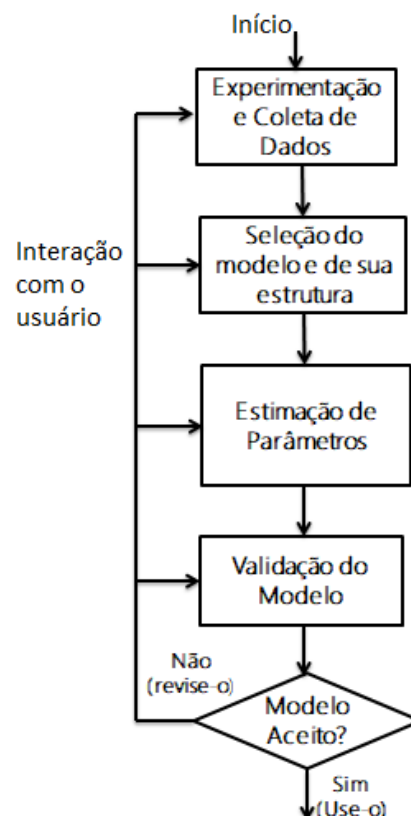 Início
Experimentação
e Coleta de
Dados
Interação
com o
usuário
Seleção do
modelo e de sua
estrutura
Estimação de
Parâmetros
Validação do
Modelo
Não
(revise-o)
Modelo
Aceito?
Sim
(Use-o)